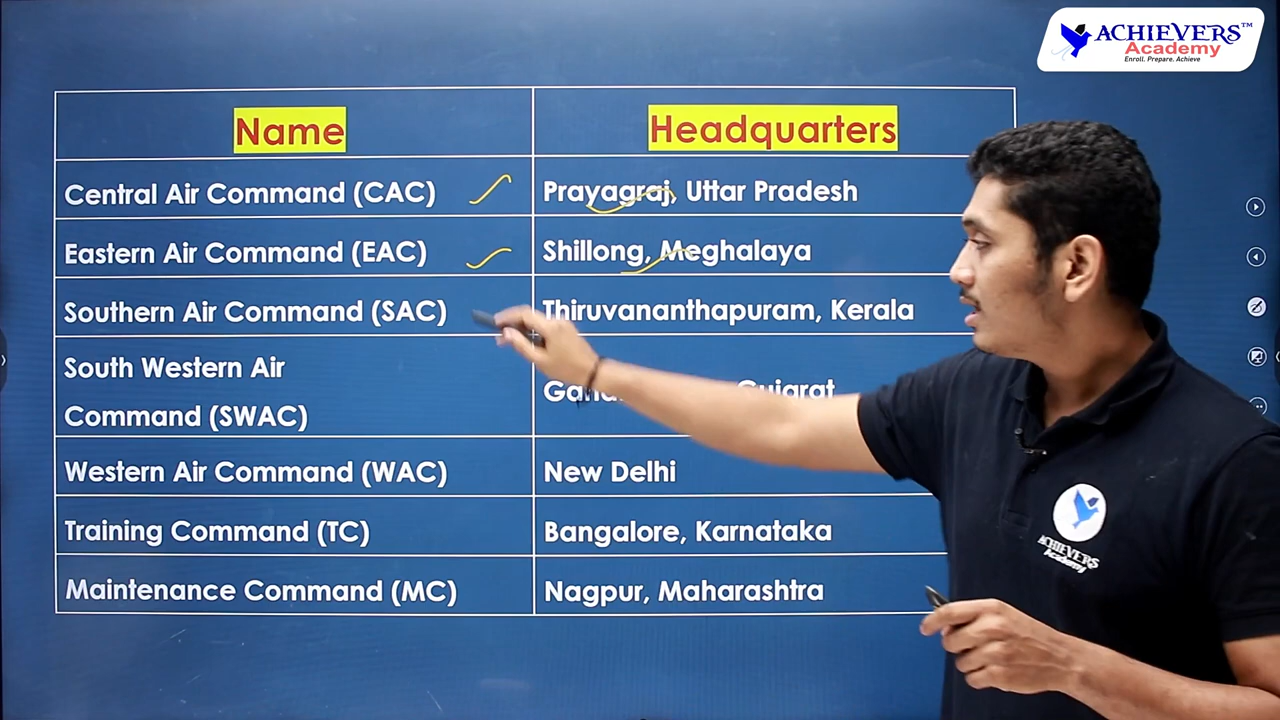 ACHIEVERS™
Academy
Enroll. Prepare. Achieve
Name
Headquarters
Central Air Command (CAC)
Prayagraj, Uttar Pradesh
Eastern Air Command (EAC)
Shillong, Meghalaya
Southern Air Command (SAC)
Thiruvananthapuram, Kerala
South Western Air
Command (SWAC)
Gujarat
Western Air Command (WAC)
New Delhi
Training Command (TC)
Bangalore, Karnataka
Maintenance Command (MC)
Nagpur, Maharashtra
ACHIEVERS
Academy